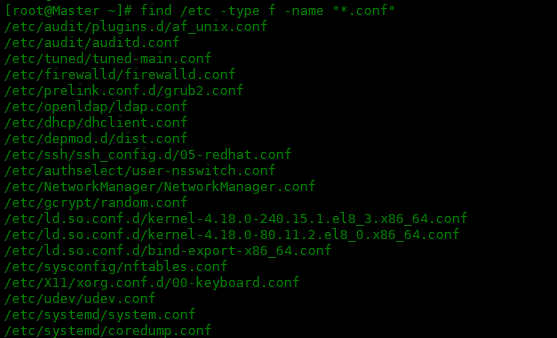 [root@Master ~]# find /etc -type f -name "*.conf"
/etc/audit/plugins.d/af_unix.conf
/etc/audit/auditd.conf
/etc/tuned/tuned-main.conf
/etc/firewalld/firewalld.conf
/etc/prelink.conf.d/grub2.conf
/etc/openldap/ldap.conf
/etc/dhcp/dhclient.conf
/etc/depmod.d/dist.conf
/etc/ssh/ssh_config.d/05-redhat.conf
/etc/authselect/user-nsswitch.conf
/etc/NetworkManager/NetworkManager.conf
/etc/gcrypt/random.conf
/etc/ld.so.conf.d/kernel-4.18.0-240.15.1.el8_3.x86_64.conf
/etc/ld.so.conf.d/kernel-4.18.0-80.11.2.el8_0.x86_64.conf
/etc/ld.so.conf.d/bind-export-x86_64.conf
/etc/sysconfig/nftables.conf
/etc/X11/xorg.conf.d/00-keyboard.conf
/etc/udev/udev.conf
/etc/systemd/system.conf
/etc/systemd/coredump.conf